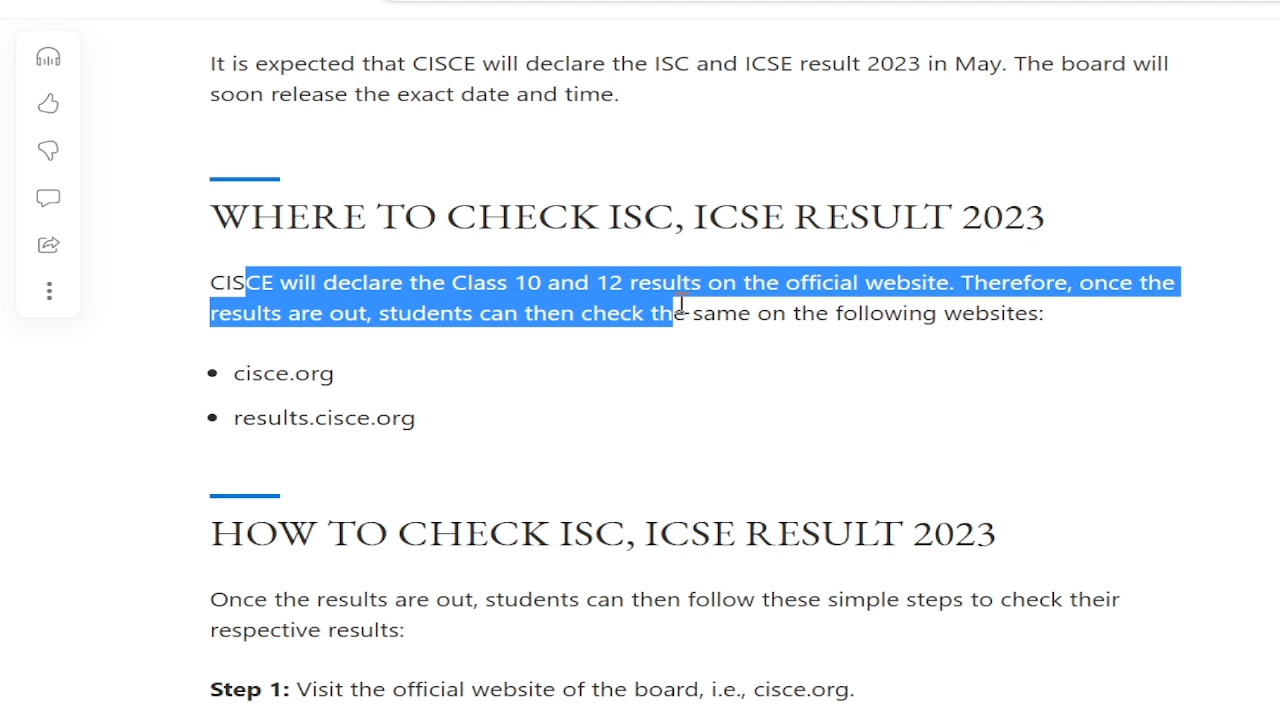 It is expected that CISCE will declare the ISC and ICSE result 2023 in May. The board will
soon release the exact date and time.
WHERE TO CHECK ISC, ICSE RESULT 2023
CISCE will declare the Class 10 and 12 results on the official website. Therefore, once the
results are out, students can then check the same on the following websites:
• cisce.org
• results.cisce.org
HOW TO CHECK ISC, ICSE RESULT 2023
Once the results are out, students can then follow these simple steps to check their
respective results:
Step 1: Visit the official website of the board, i.e., cisce.org.